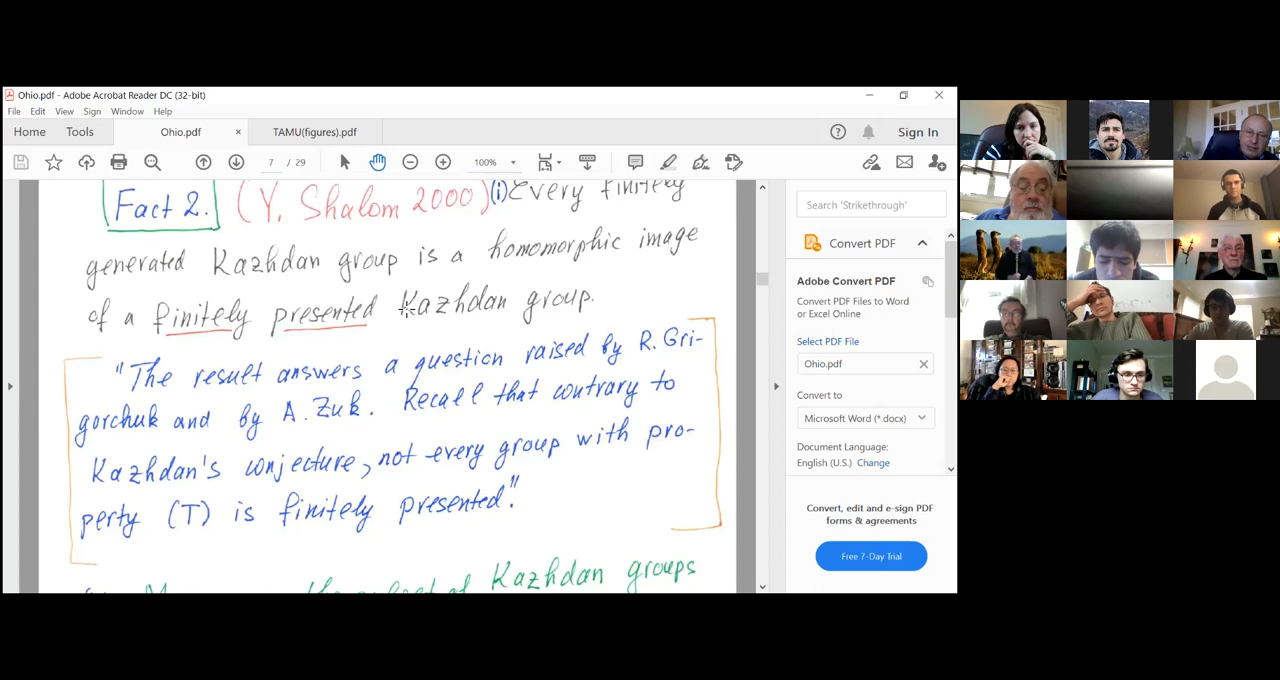 Ohio.pdf - Adobe Acrobat Reader DC (32-bit)
File Edit View Window Help
Home Tools Ohio.pdf × TAMU(figures).pdf Sign In
7 / 29 100%
Fact 2. (Y. Shalom 2000) (i) Every finitely
generated Kazhdan group is a homomorphic image
of a finitely presented Kazhdan group.
"The result answers a question raised by R. Gri-
gorchuk and by A. Zuk. Recall that contrary to
Kazhdan's conjecture, not every group with pro-
perty (T) is finitely presented."
of Kazhdan groups
Search 'Strikethrough'
Convert PDF
Adobe Convert PDF
Convert PDF Files to Word
or Excel Online
Select PDF File
Ohio.pdf
Convert to
Microsoft Word (*.docx)
Document Language:
English (U.S.) Change
Convert, edit and e-sign PDF
forms & agreements
Free 7-Day Trial